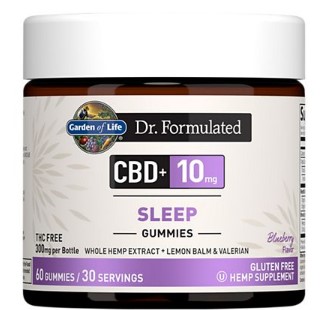 Garden of Life
Dr. Formulated
CBD+ 10mg
SLEEP
GUMMIES
THC FREE
300mg per Bottle
WHOLE HEMP EXTRACT + LEMON BALM & VALERIAN
Blueberry
Flavor
60 GUMMIES / 30 SERVINGS
GLUTEN FREE
U HEMP SUPPLEMENT